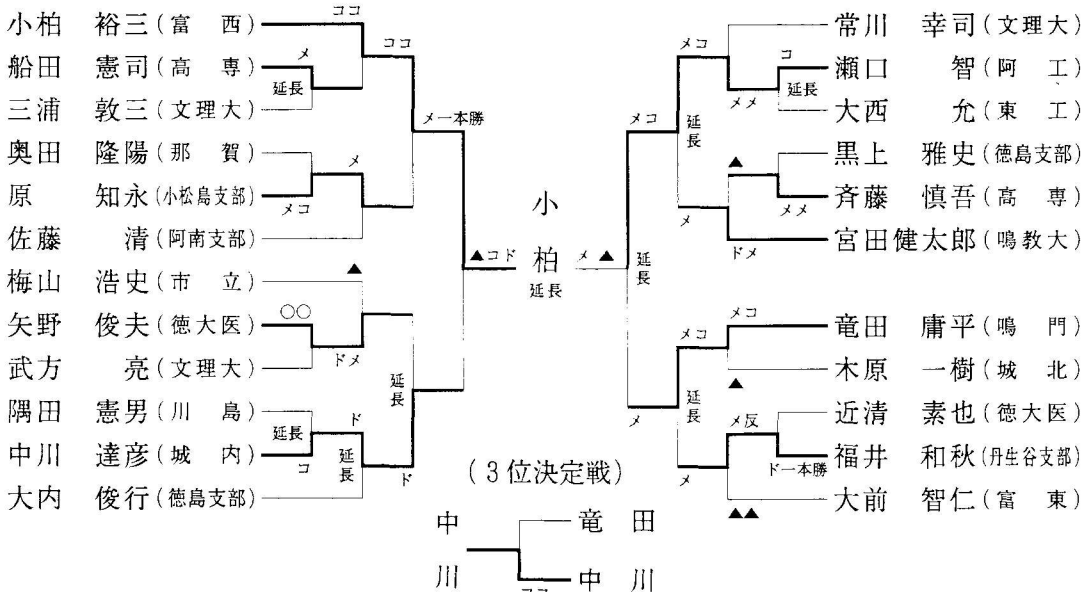 小柏 裕三(富 西)
船田 憲司(高 専)
三浦 敦三(文理大)
奥田 隆陽(那 賀)
原 知永(小松島支部)
佐藤 清(阿南支部)
梅山 浩史(市 立)
矢野 俊夫(徳大医)
武方 亮(文理大)
隅田 憲男(川 島)
中川 達彦(城 内)
大内 俊行(徳島支部)
ココ
メ
延長
ココ
メ
メコ
メ一本勝
▲
○○
ドメ
延長
延長
コ
ド
延長
ド
▲コド
小柏
延長
メ ▲
常川 幸司(文理大)
瀬口 智(阿 工)
大西 允(東 工)
黒上 雅史(徳島支部)
斉藤 慎吾(高 専)
宮田健太郎(鳴教大)
竜田 庸平(鳴 門)
木原 一樹(城 北)
近清 素也(徳大医)
福井 和秋(丹生谷支部)
大前 智仁(富 東)
メコ
コ
延長
メメ
メコ
延長
▲
メメ
メ
ドメ
延長
メコ
メコ
▲
延長
メ
メ反
ド一本勝
メ
▲▲
(3位決定戦)
中川
竜 田
中 川
ココ